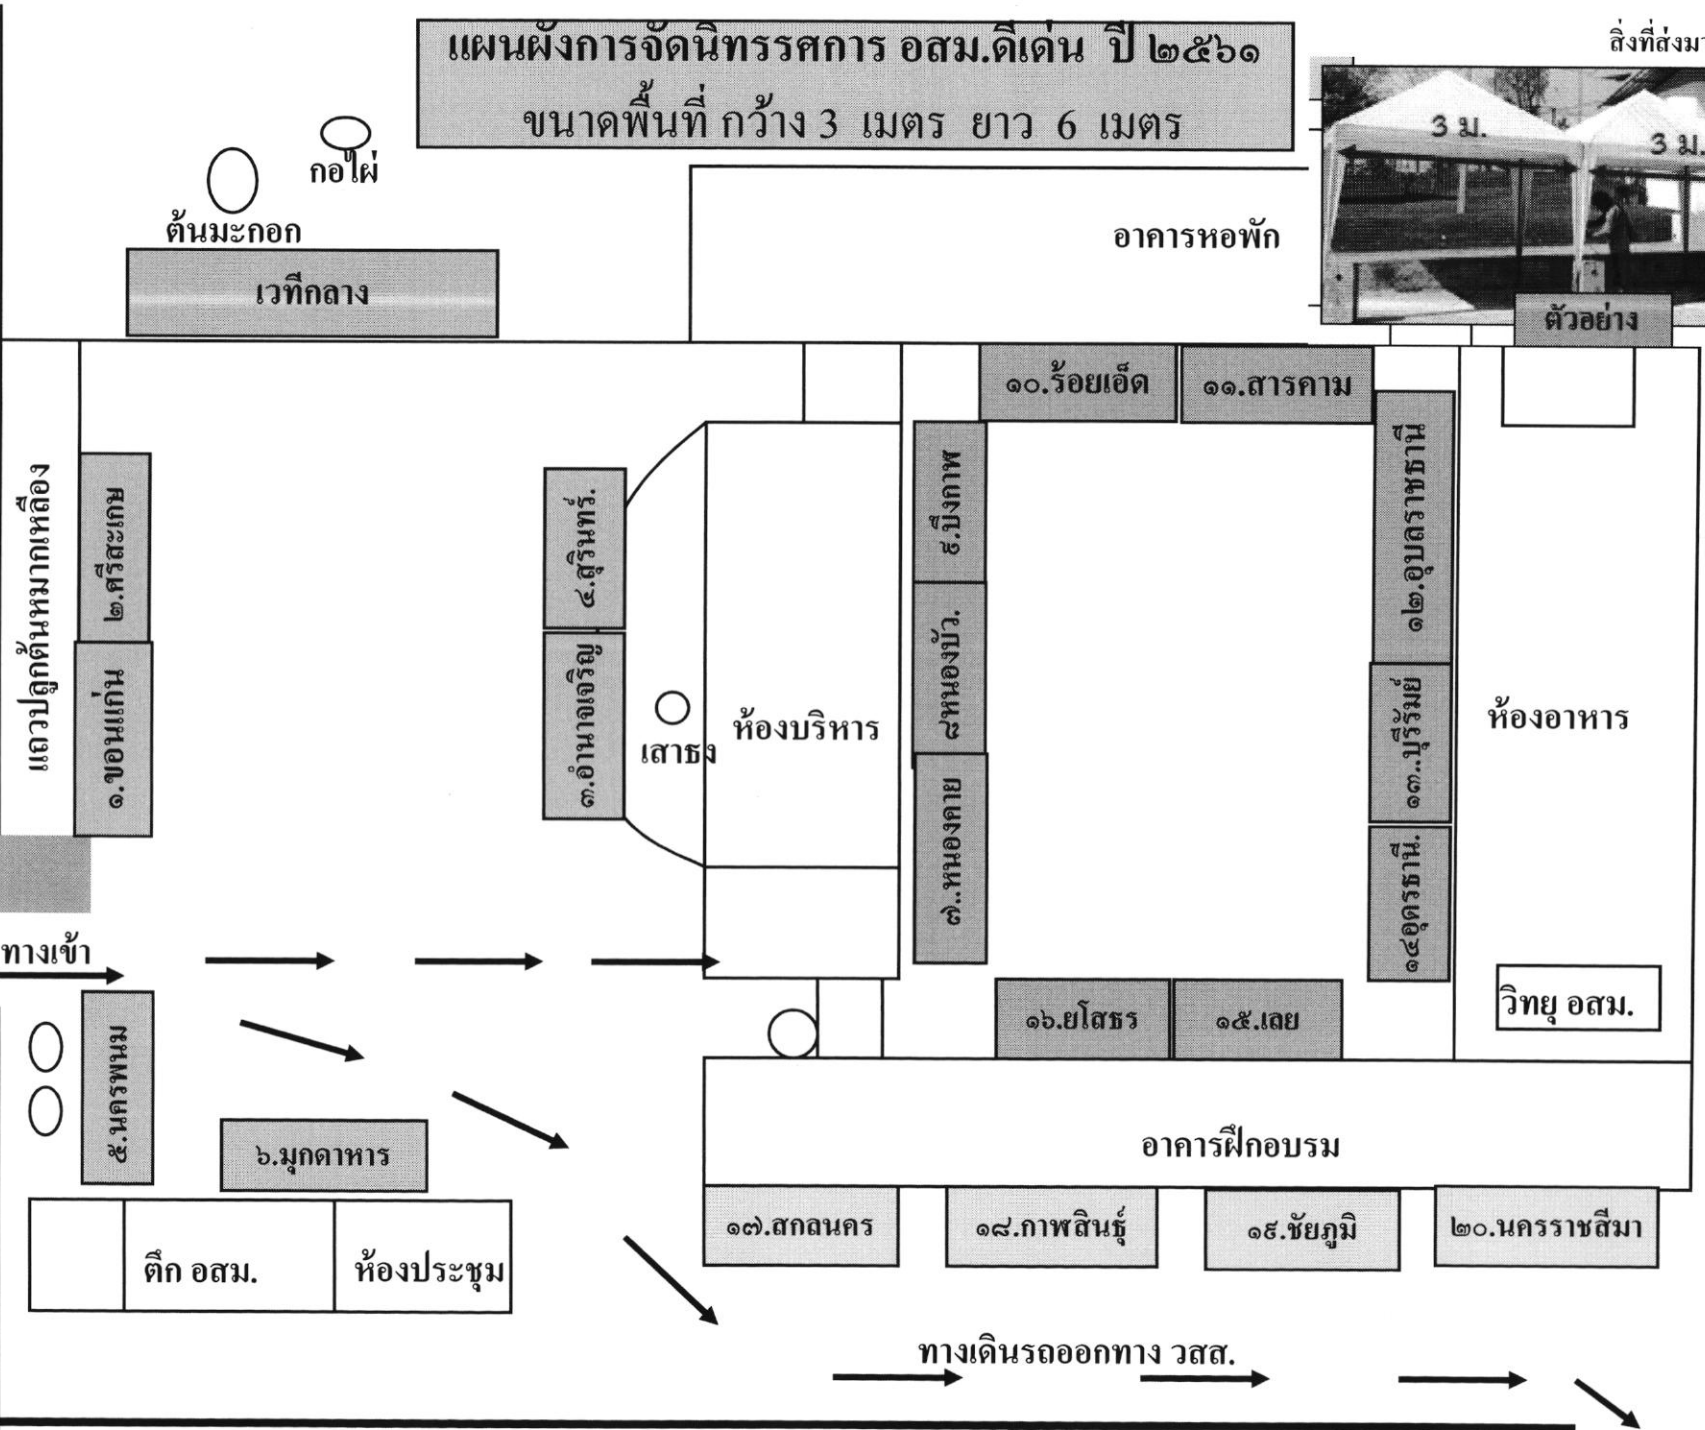 แผนผังการจัดนิทรรศการ อสม.ดีเด่น ปี ๒๕๖๑
ขนาดพื้นที่ กว้าง 3 เมตร ยาว 6 เมตร
สิ่งที่ส่งมา
3 ม.
3 ม.
ตัวอย่าง
กอไผ่
ต้นมะกอก
เวทีกลาง
อาคารหอพัก
๑๐.ร้อยเอ็ด
๑๑.สารคาม
แถวปลูกต้นหมากเหลือง
๒.ศรีสะเกษ
๑.ขอนแก่น
๔.สุรินทร์.
๓.อำนาจเจริญ
เสาธง
ห้องบริหาร
๙.บึงกาฬ
๘หนองบัว.
๗..หนองคาย
๑๒.อุบลราชธานี
๑๓..บุรีรัมย์
๑๔อุดรธานี.
ห้องอาหาร
ทางเข้า
๕.นครพนม
๖.มุกดาหาร
๑๖.ยโสธร
๑๕.เลย
วิทยุ อสม.
อาคารฝึกอบรม
ตึก อสม.
ห้องประชุม
๑๗.สกลนคร
๑๘.กาฬสินธุ์
๑๙.ชัยภูมิ
๒๐.นครราชสีมา
ทางเดินรถออกทาง วสส.